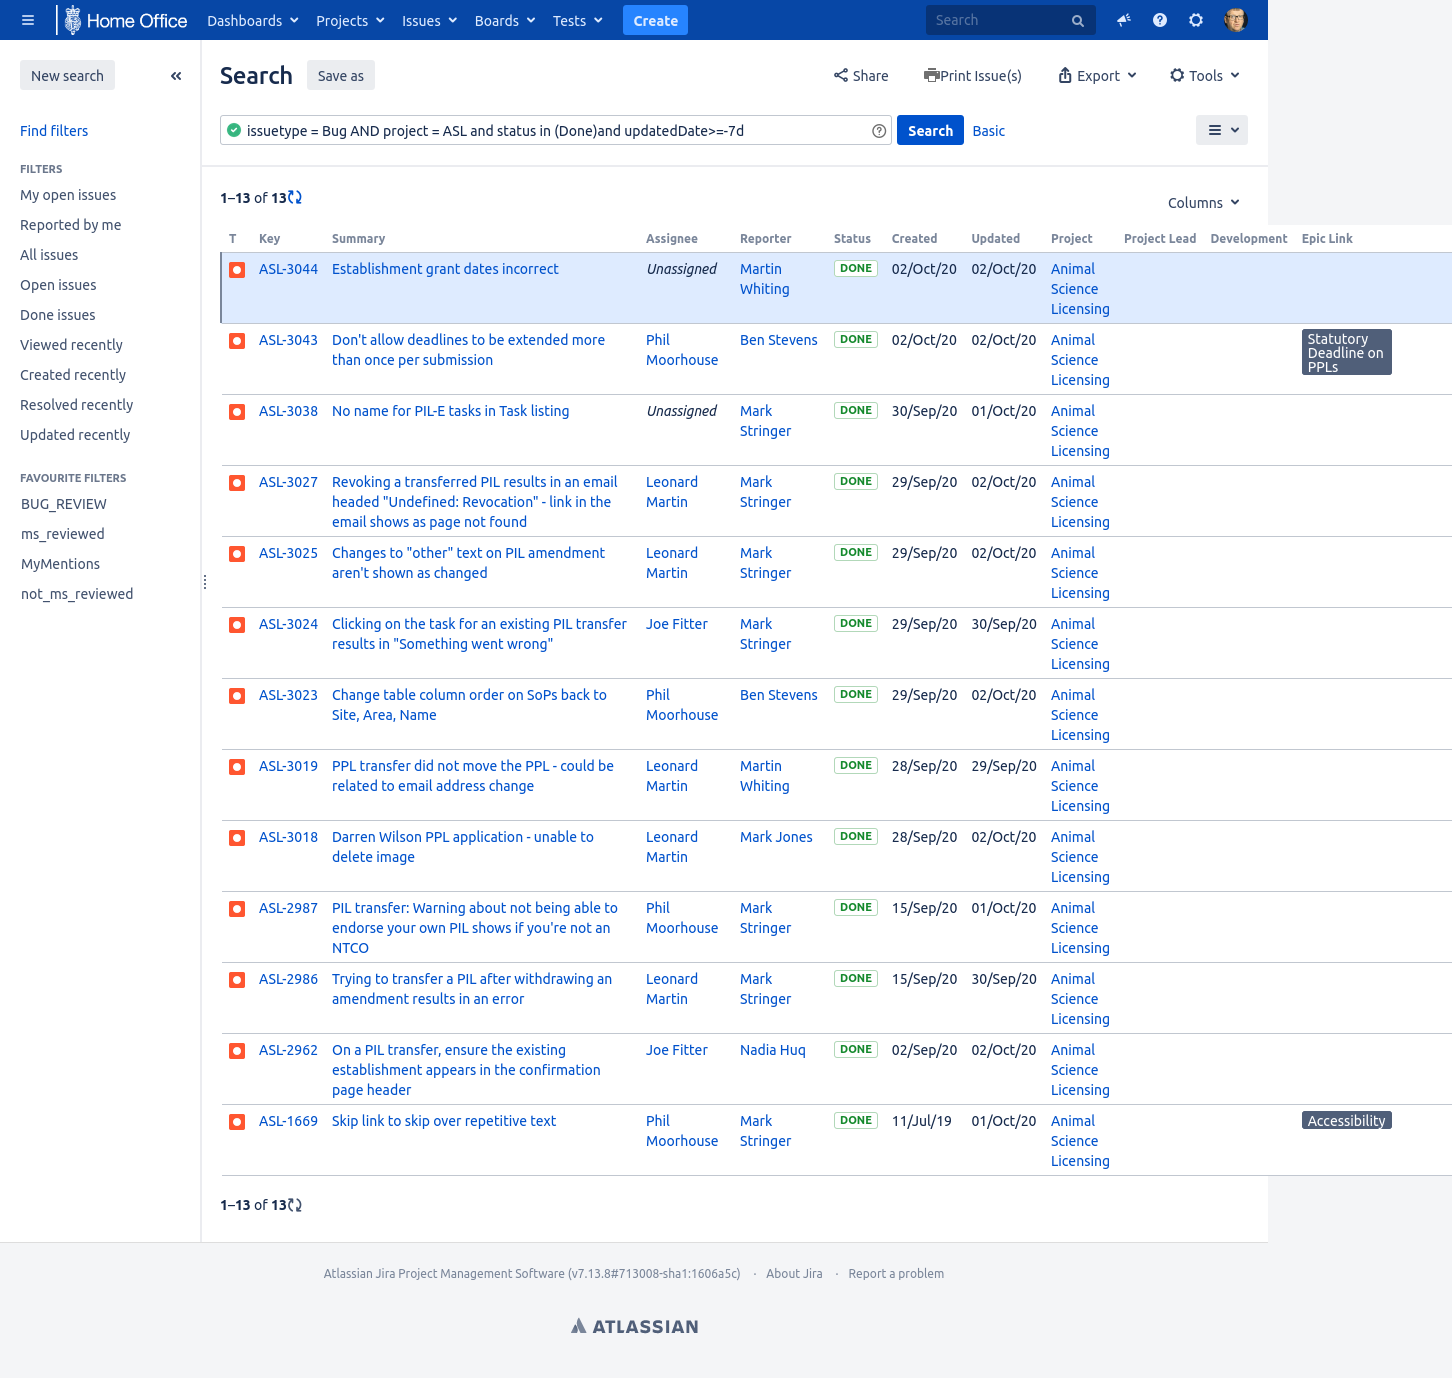 Home Office Dashboards Projects Issues Boards Tests Create Search
New search
Search Save as Share Print Issue(s) Export Tools
Find filters
issuetype = Bug AND project = ASL and status in (Done)and updatedDate>=-7d Search Basic
FILTERS
My open issues
Reported by me
All issues
Open issues
Done issues
Viewed recently
Created recently
Resolved recently
Updated recently
FAVOURITE FILTERS
BUG_REVIEW
ms_reviewed
MyMentions
not_ms_reviewed
1–13 of 13
Columns
T Key Summary Assignee Reporter Status Created Updated Project Project Lead Development Epic Link
ASL-3044 Establishment grant dates incorrect Unassigned Martin DONE 02/Oct/20 02/Oct/20 Animal
Whiting Science
Licensing
ASL-3043 Don't allow deadlines to be extended more Phil Ben Stevens DONE 02/Oct/20 02/Oct/20 Animal Statutory
than once per submission Moorhouse Science Deadline on
Licensing PPLs
ASL-3038 No name for PIL-E tasks in Task listing Unassigned Mark DONE 30/Sep/20 01/Oct/20 Animal
Stringer Science
Licensing
ASL-3027 Revoking a transferred PIL results in an email Leonard Mark DONE 29/Sep/20 02/Oct/20 Animal
headed "Undefined: Revocation" - link in the Martin Stringer Science
email shows as page not found Licensing
ASL-3025 Changes to "other" text on PIL amendment Leonard Mark DONE 29/Sep/20 02/Oct/20 Animal
aren't shown as changed Martin Stringer Science
Licensing
ASL-3024 Clicking on the task for an existing PIL transfer Joe Fitter Mark DONE 29/Sep/20 30/Sep/20 Animal
results in "Something went wrong" Stringer Science
Licensing
ASL-3023 Change table column order on SoPs back to Phil Ben Stevens DONE 29/Sep/20 02/Oct/20 Animal
Site, Area, Name Moorhouse Science
Licensing
ASL-3019 PPL transfer did not move the PPL - could be Leonard Martin DONE 28/Sep/20 29/Sep/20 Animal
related to email address change Martin Whiting Science
Licensing
ASL-3018 Darren Wilson PPL application - unable to Leonard Mark Jones DONE 28/Sep/20 02/Oct/20 Animal
delete image Martin Science
Licensing
ASL-2987 PIL transfer: Warning about not being able to Phil Mark DONE 15/Sep/20 01/Oct/20 Animal
endorse your own PIL shows if you're not an Moorhouse Stringer Science
NTCO Licensing
ASL-2986 Trying to transfer a PIL after withdrawing an Leonard Mark DONE 15/Sep/20 30/Sep/20 Animal
amendment results in an error Martin Stringer Science
Licensing
ASL-2962 On a PIL transfer, ensure the existing Joe Fitter Nadia Huq DONE 02/Sep/20 02/Oct/20 Animal
establishment appears in the confirmation Science
page header Licensing
ASL-1669 Skip link to skip over repetitive text Phil Mark DONE 11/Jul/19 01/Oct/20 Animal Accessibility
Moorhouse Stringer Science
Licensing
1–13 of 13
Atlassian Jira Project Management Software (v7.13.8#713008-sha1:1606a5c) · About Jira · Report a problem
ATLASSIAN